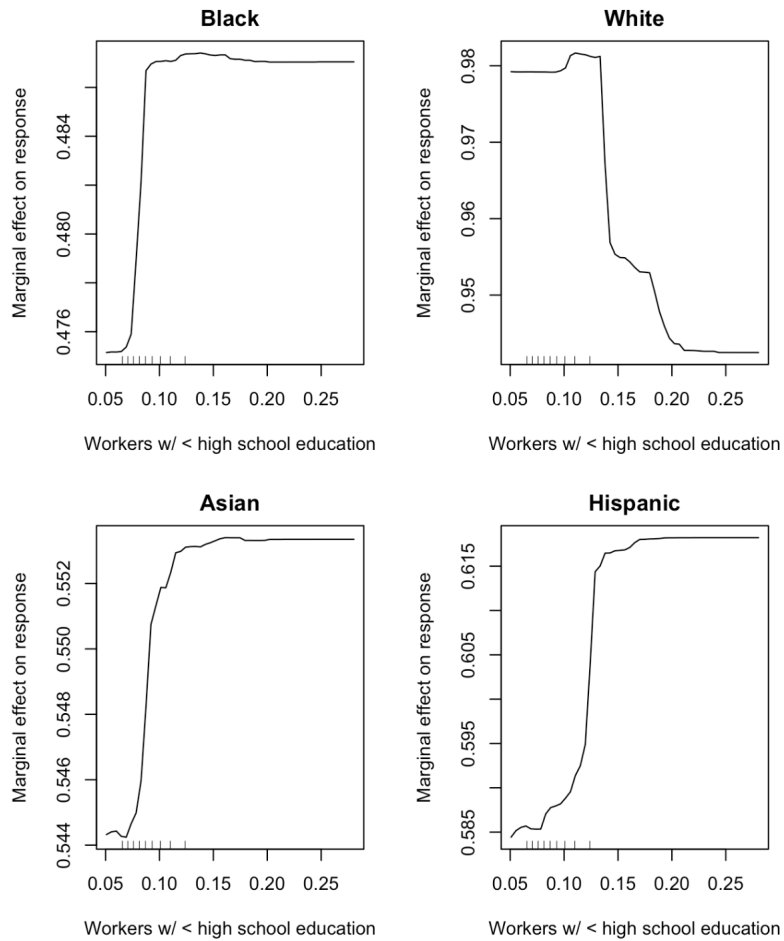 Black
White
Marginal effect on response
0.484
0.480
0.476
0.05 0.10 0.15 0.20 0.25
Workers w/ < high school education
Marginal effect on response
0.98
0.97
0.96
0.95
0.05 0.10 0.15 0.20 0.25
Workers w/ < high school education
Asian
Hispanic
Marginal effect on response
0.552
0.550
0.548
0.546
0.544
0.05 0.10 0.15 0.20 0.25
Workers w/ < high school education
Marginal effect on response
0.615
0.605
0.595
0.585
0.05 0.10 0.15 0.20 0.25
Workers w/ < high school education